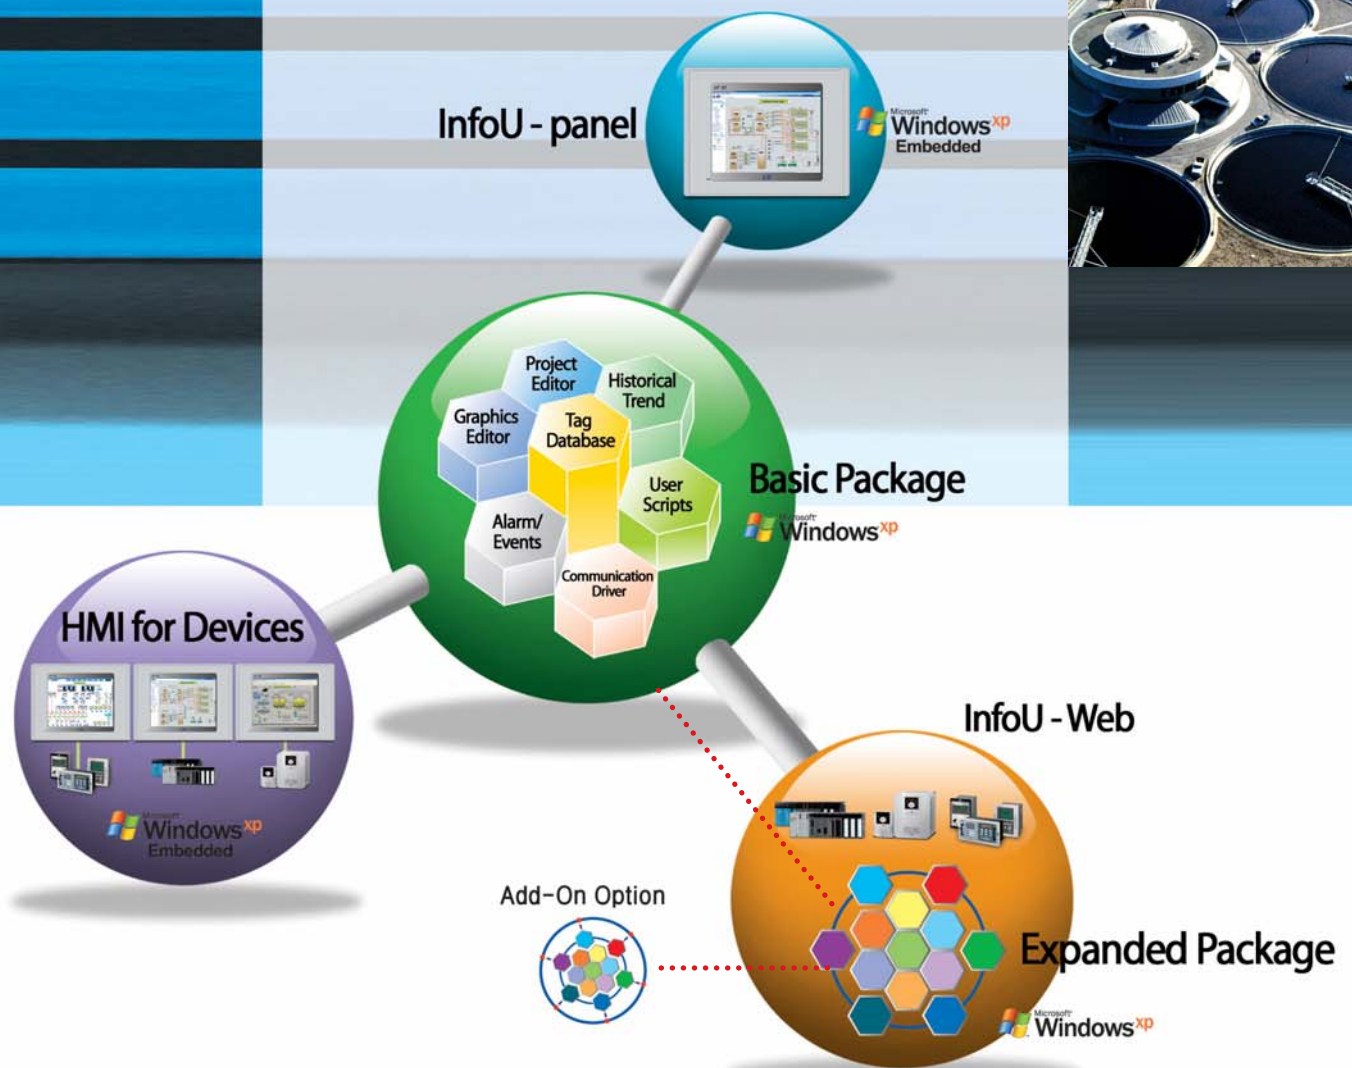 InfoU - panel
Microsoft
Windows xp
Embedded
Project
Editor
Historical
Trend
Graphics
Editor
Tag
Database
User
Scripts
Alarm/
Events
Communication
Driver
Basic Package
Microsoft
Windows xp
HMI for Devices
Microsoft
Windows xp
Embedded
InfoU - Web
Add-On Option
Expanded Package
Microsoft
Windows xp